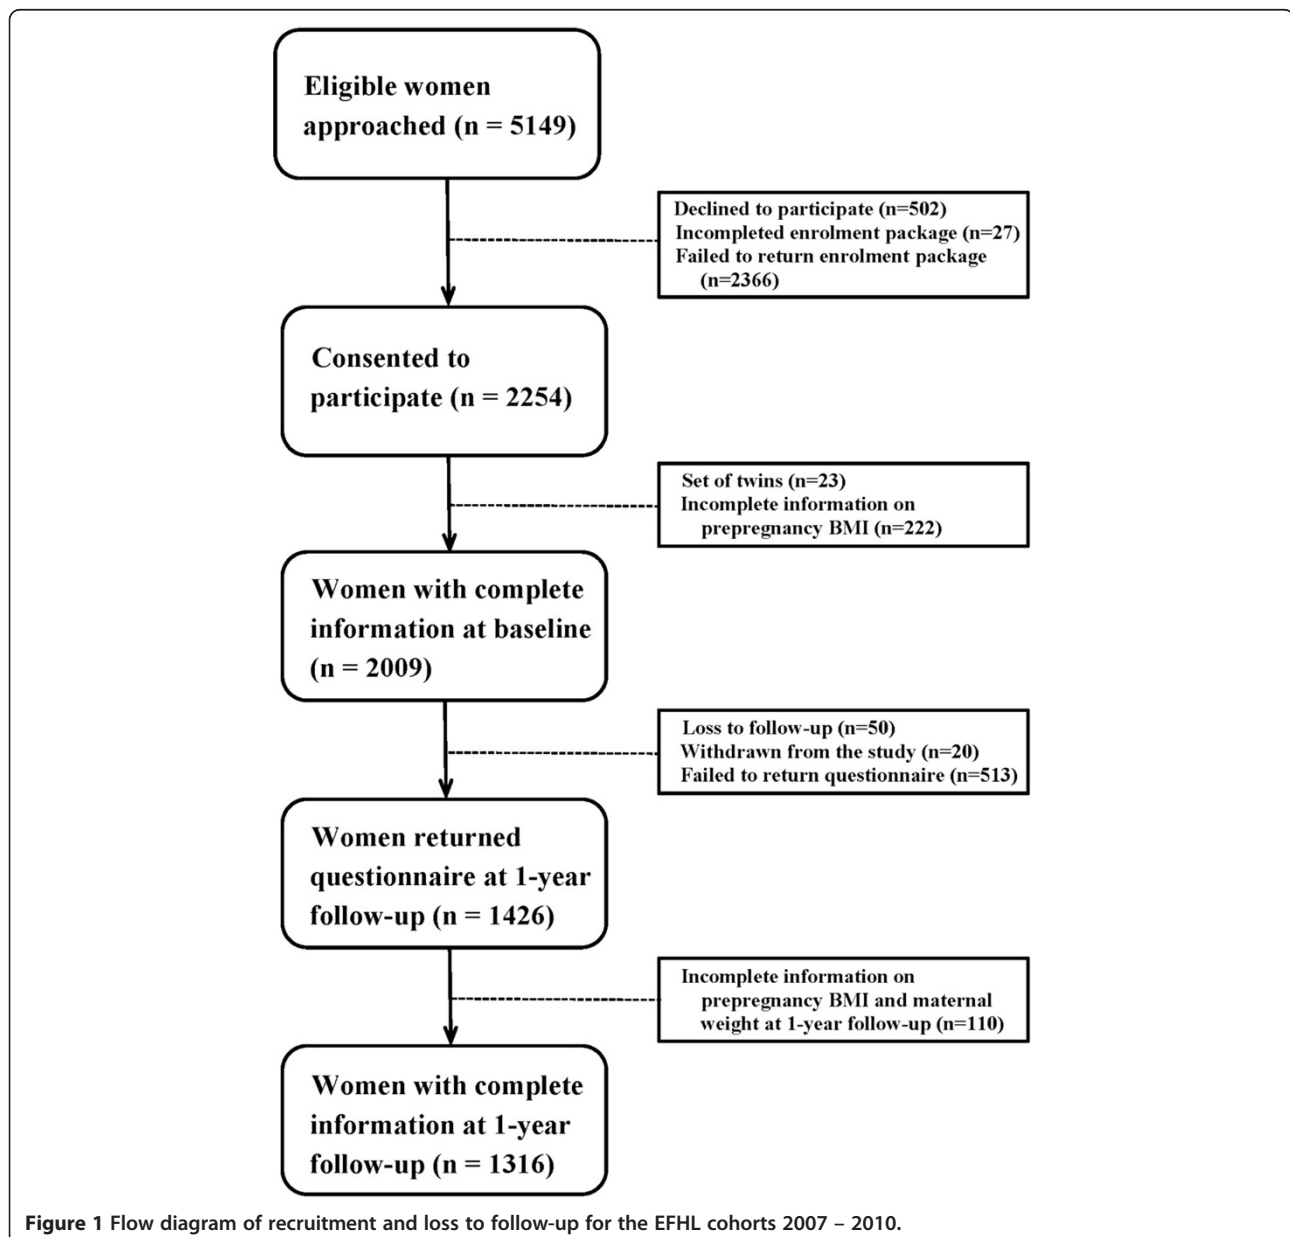 Eligible women
approached (n = 5149)
Declined to participate (n=502)
Incompleted enrolment package (n=27)
Failed to return enrolment package
(n=2366)
Consented to
participate (n = 2254)
Set of twins (n=23)
Incomplete information on
prepregnancy BMI (n=222)
Women with complete
information at baseline
(n = 2009)
Loss to follow-up (n=50)
Withdrawn from the study (n=20)
Failed to return questionnaire (n=513)
Women returned
questionnaire at 1-year
follow-up (n = 1426)
Incomplete information on
prepregnancy BMI and maternal
weight at 1-year follow-up (n=110)
Women with complete
information at 1-year
follow-up (n = 1316)
Figure 1 Flow diagram of recruitment and loss to follow-up for the EFHL cohorts 2007 – 2010.